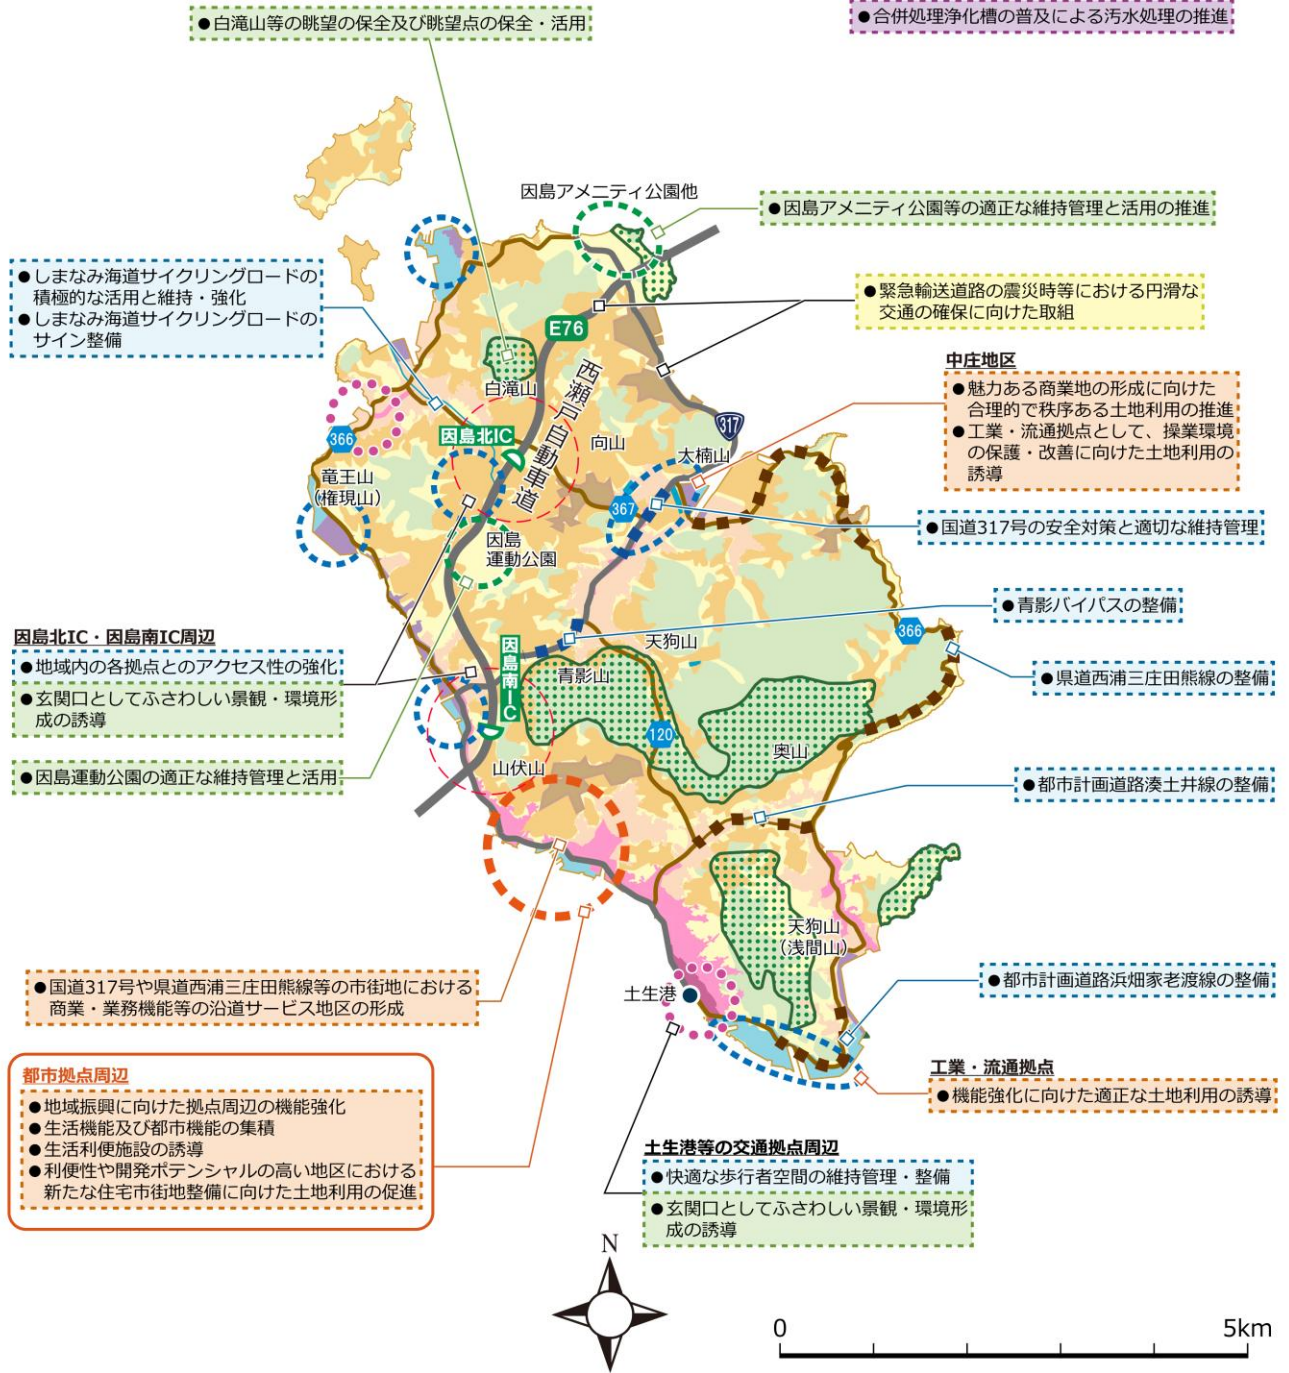 ●白滝山等の眺望の保全及び眺望点の保全・活用
●合併処理浄化槽の普及による汚水処理の推進
因島アメニティ公園他
●因島アメニティ公園等の適正な維持管理と活用の推進
●しまなみ海道サイクリングロードの
積極的な活用と維持・強化
●しまなみ海道サイクリングロードの
サイン整備
●緊急輸送道路の震災時等における円滑な
交通の確保に向けた取組
E76
西瀬戸自動車道
白滝山
中庄地区
●魅力ある商業地の形成に向けた
合理的で秩序ある土地利用の推進
●工業・流通拠点として、操業環境
の保護・改善に向けた土地利用の
誘導
317
366
因島北IC
向山
大楠山
竜王山
(権現山)
367
●国道317号の安全対策と適切な維持管理
因島
運動公園
●青影バイパスの整備
因島北IC・因島南IC周辺
●地域内の各拠点とのアクセス性の強化
●玄関口としてふさわしい景観・環境形
成の誘導
因島南IC
天狗山
366
●県道西浦三庄田熊線の整備
青影山
120
奥山
●因島運動公園の適正な維持管理と活用
山伏山
●都市計画道路湊土井線の整備
天狗山
(浅間山)
●国道317号や県道西浦三庄田熊線等の市街地における
商業・業務機能等の沿道サービス地区の形成
土生港
●都市計画道路浜畑家老渡線の整備
都市拠点周辺
●地域振興に向けた拠点周辺の機能強化
●生活機能及び都市機能の集積
●生活利便施設の誘導
●利便性や開発ポテンシャルの高い地区における
新たな住宅市街地整備に向けた土地利用の促進
工業・流通拠点
●機能強化に向けた適正な土地利用の誘導
土生港等の交通拠点周辺
●快適な歩行者空間の維持管理・整備
●玄関口としてふさわしい景観・環境形
成の誘導
N
0
5km